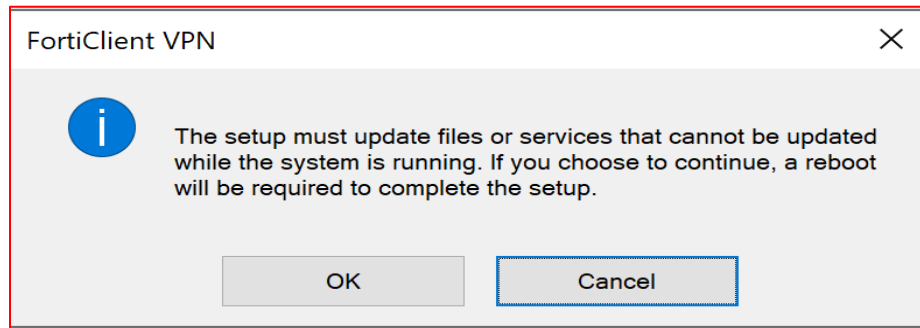 FortiClient VPN
The setup must update files or services that cannot be updated
while the system is running. If you choose to continue, a reboot
will be required to complete the setup.
OK
Cancel